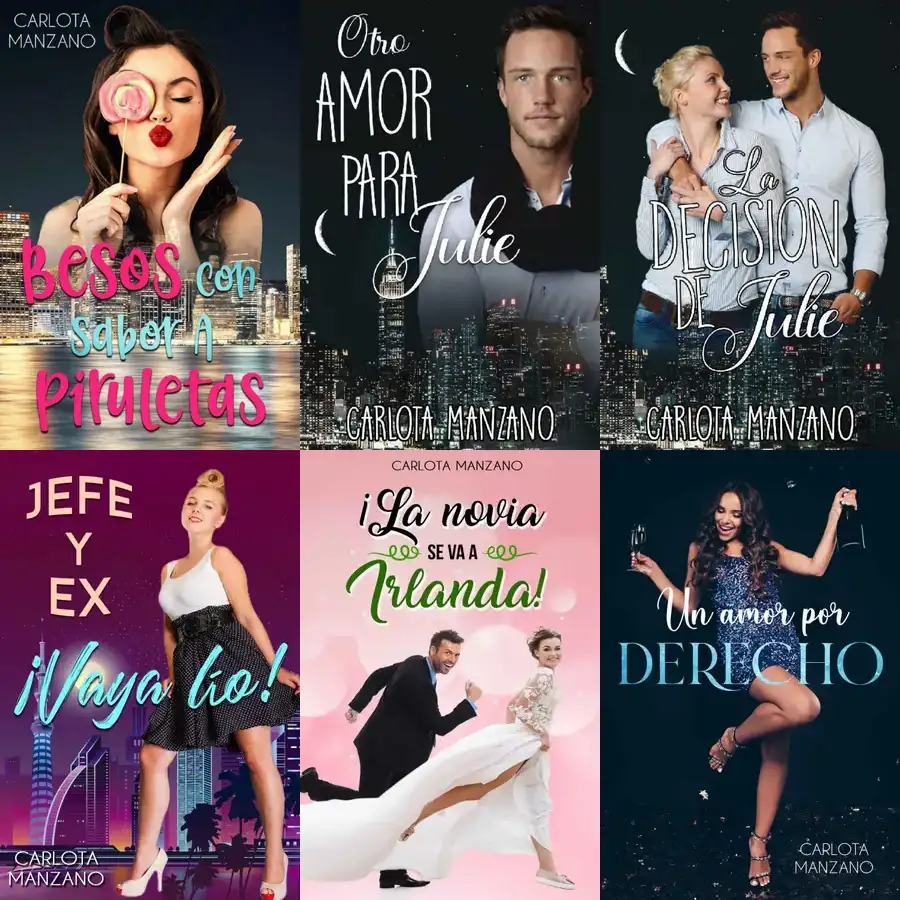 CARLOTA
MANZANO
Besos con
sabor A
Piruletas
Otro
AMOR
PARA
Julie
CARLOTA MANZANO
La
DECISIÓN
DE Julie
CARLOTA MANZANO
JEFE
Y
EX
¡Vaya lío!
CARLOTA
MANZANO
CARLOTA MANZANO
¡La novia
SE VA A
Irlanda!
Un amor por
DERECHO
CARLOTA
MANZANO